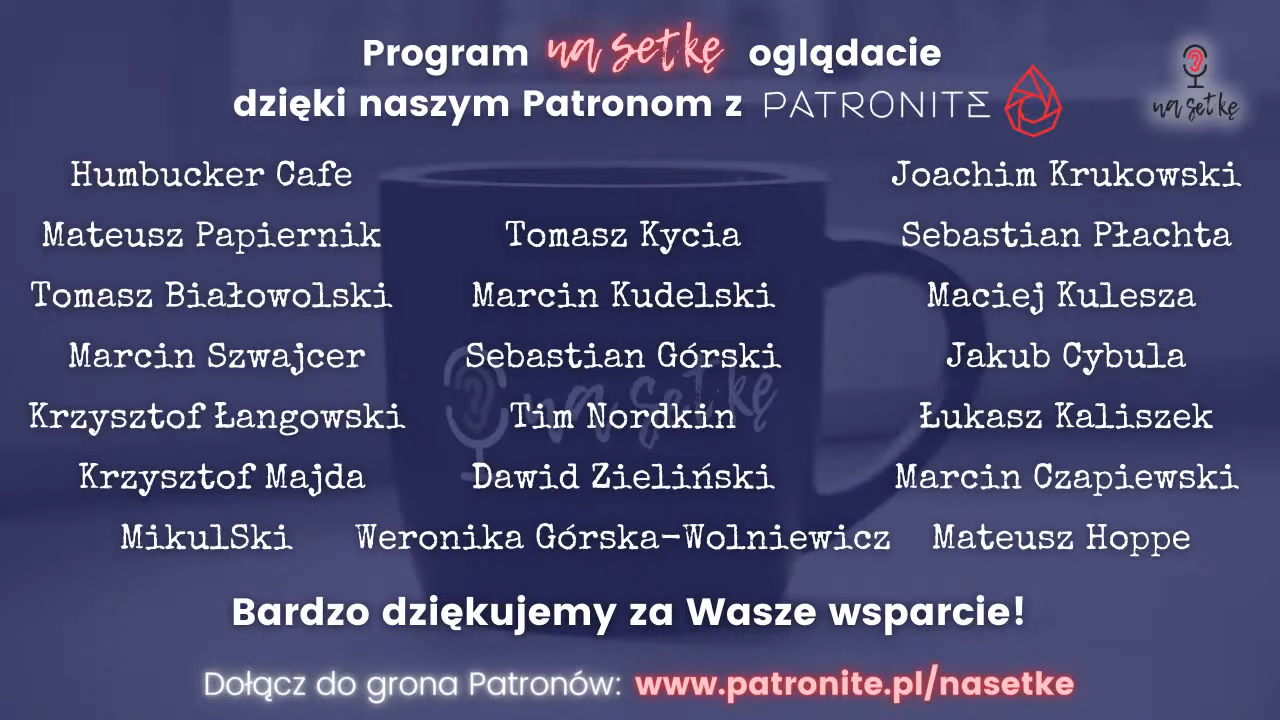 Program na setkę oglądacie
dzięki naszym Patronom z PATRONITE
na setkę
Humbucker Cafe
Mateusz Papiernik
Tomasz Białowolski
Marcin Szwajcer
Krzysztof Łangowski
Krzysztof Majda
MikulSki
Tomasz Kycia
Marcin Kudelski
Sebastian Górski
Tim Nordkin
Dawid Zieliński
Weronika Górska-Wolniewicz
Joachim Krukowski
Sebastian Płachta
Maciej Kulesza
Jakub Cybula
Łukasz Kaliszek
Marcin Czapiewski
Mateusz Hoppe
na setkę
Bardzo dziękujemy za Wasze wsparcie!
Dołącz do grona Patronów: www.patronite.pl/nasetke